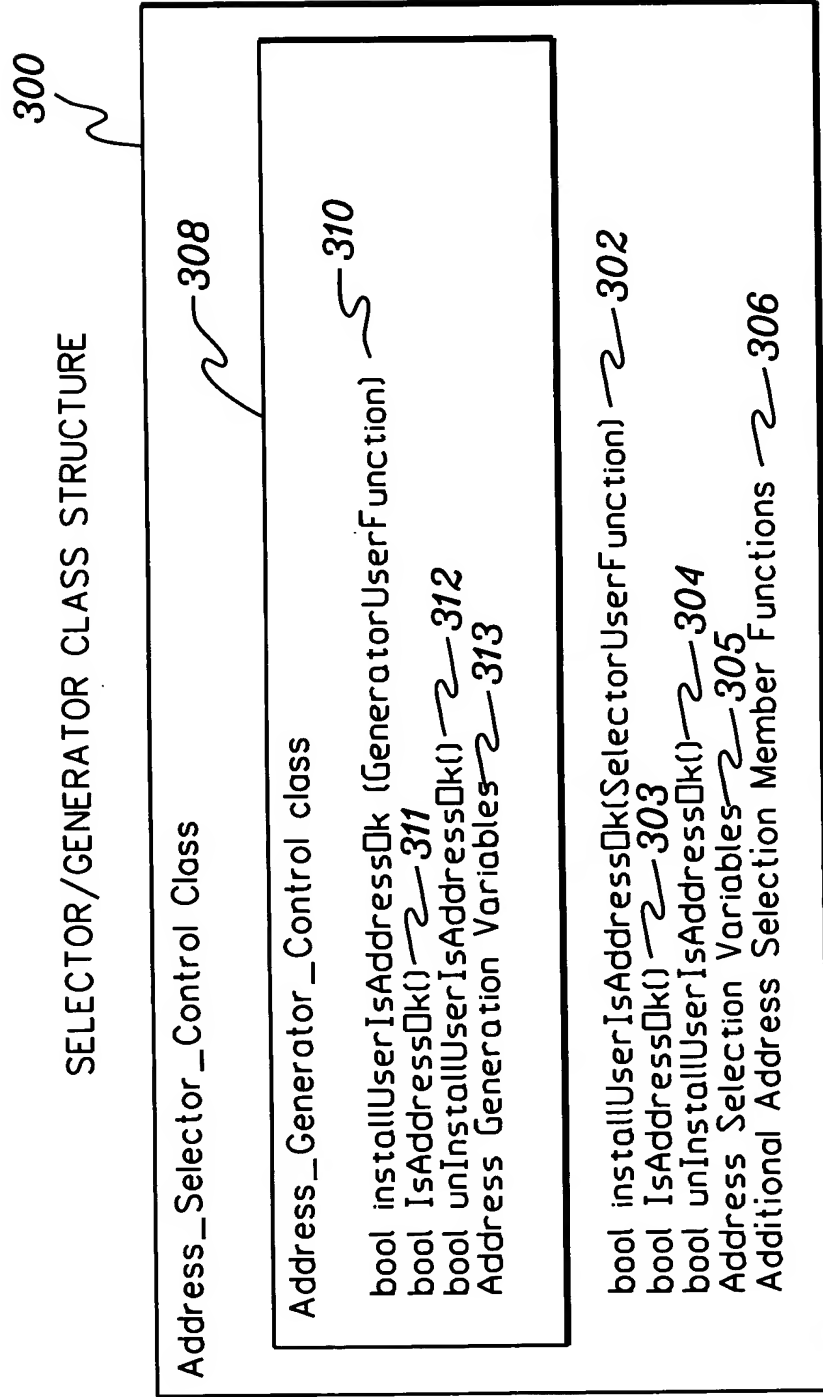 SELECTOR/GENERATOR CLASS STRUCTURE
300
Address_Selector_Control Class
308
Address_Generator_Control class
bool installUserIsAddressOk (GeneratorUserFunction) 310
bool IsAddressOk() 311
bool unInstallUserIsAddressOk() 312
Address Generation Variables 313
bool installUserIsAddressOk(SelectorUserFunction) 302
bool IsAddressOk() 303
bool unInstallUserIsAddressOk() 304
Address Selection Variables 305
Additional Address Selection Member Functions 306